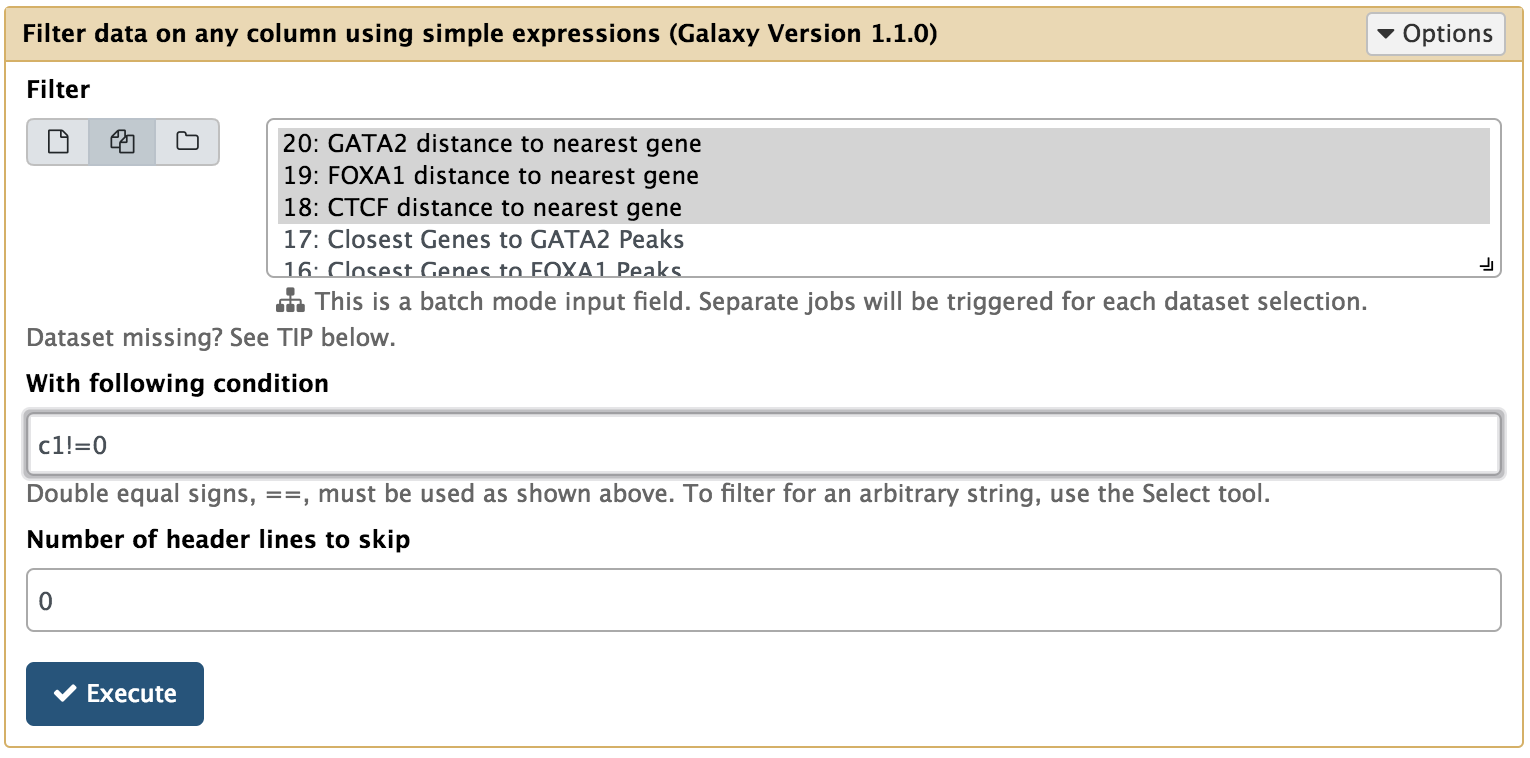 Filter data on any column using simple expressions (Galaxy Version 1.1.0)
Options
Filter
20: GATA2 distance to nearest gene
19: FOXA1 distance to nearest gene
18: CTCF distance to nearest gene
17: Closest Genes to GATA2 Peaks
16: Closest Genes to FOXA1 Peaks
This is a batch mode input field. Separate jobs will be triggered for each dataset selection.
Dataset missing? See TIP below.
With following condition
c1!=0
Double equal signs, ==, must be used as shown above. To filter for an arbitrary string, use the Select tool.
Number of header lines to skip
0
Execute